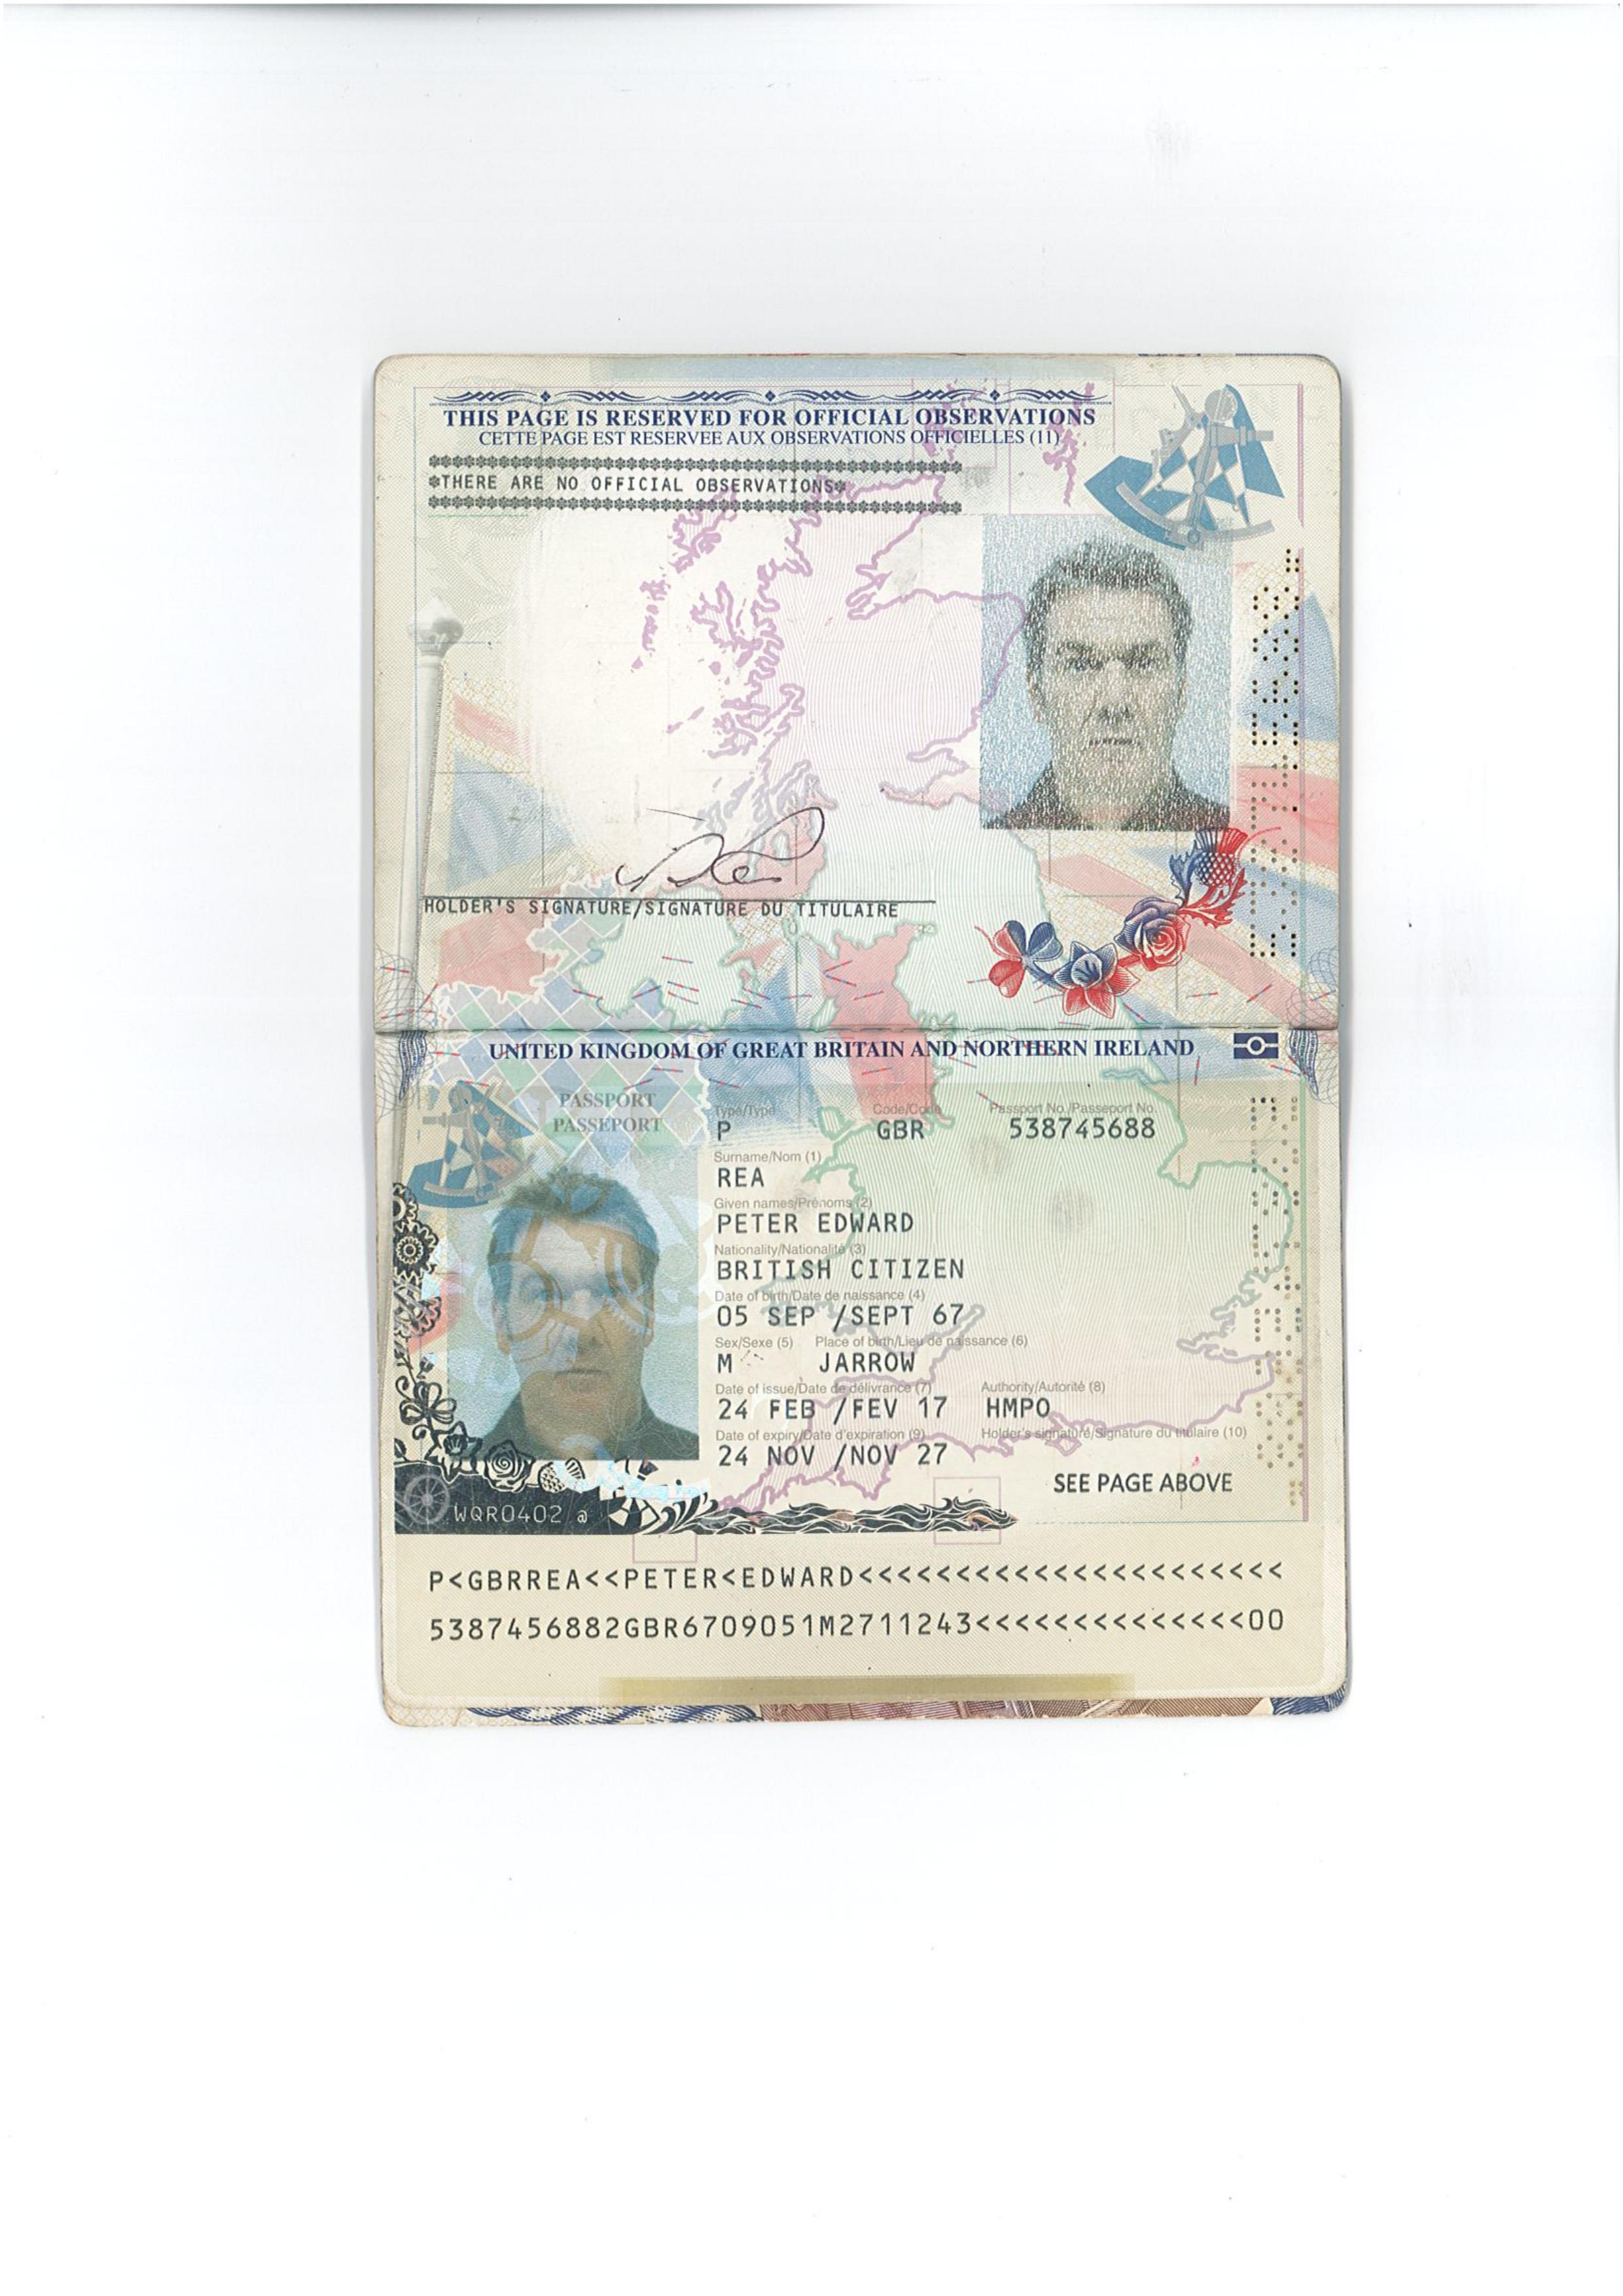 THIS PAGE IS RESERVED FOR OFFICIAL OBSERVATIONS
CETTE PAGE EST RESERVEE AUX OBSERVATIONS OFFICIELLES (11)
*THERE ARE NO OFFICIAL OBSERVATIONS*
HOLDER'S SIGNATURE/SIGNATURE DU TITULAIRE
UNITED KINGDOM OF GREAT BRITAIN AND NORTHERN IRELAND
PASSPORT
PASSEPORT
Type/Type Code/Code Passport No./Passeport No.
P GBR 538745688
Surname/Nom (1)
REA
Given names/Prénoms (2)
PETER EDWARD
Nationality/Nationalité (3)
BRITISH CITIZEN
Date of birth/Date de naissance (4)
05 SEP /SEPT 67
Sex/Sexe (5) Place of birth/Lieu de naissance (6)
M JARROW
Date of issue/Date de délivrance (7) Authority/Autorité (8)
24 FEB /FEV 17 HMPO
Date of expiry/Date d'expiration (9) Holder's signature/Signature du titulaire (10)
24 NOV /NOV 27
SEE PAGE ABOVE
WQR0402 @
P<GBRREA<<PETER<EDWARD<<<<<<<<<<<<<<<<<<<<<<
5387456882GBR6709051M2711243<<<<<<<<<<<<<<00